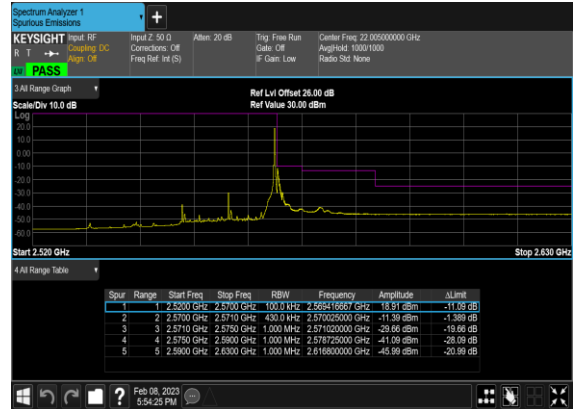 Spectrum Analyzer 1
Spurious Emissions
KEYSIGHT Input: RF Input Z: 50 Ω Atten: 20 dB Trig: Free Run Center Freq: 22.005000000 GHz
R T Coupling: DC Corrections: Off Gate: Off Avg|Hold: 1000/1000
Align: Off Freq Ref: Int (S) IF Gain: Low Radio Std: None
PASS
3 All Range Graph
Ref Lvl Offset 26.00 dB
Scale/Div 10.0 dB Ref Value 30.00 dBm
Log
20.0
10.0
0.00
-10.0
-20.0
-30.0
-40.0
-50.0
-60.0
Start 2.520 GHz Stop 2.630 GHz
4 All Range Table
Spur Range Start Freq Stop Freq RBW Frequency Amplitude ΔLimit
1 1 2.5200 GHz 2.5700 GHz 100.0 kHz 2.569416667 GHz 18.91 dBm -11.09 dB
2 2 2.5700 GHz 2.5710 GHz 430.0 kHz 2.570025000 GHz -11.39 dBm -1.389 dB
3 3 2.5710 GHz 2.5750 GHz 1.000 MHz 2.571020000 GHz -29.66 dBm -19.66 dB
4 4 2.5750 GHz 2.5900 GHz 1.000 MHz 2.578725000 GHz -41.09 dBm -28.09 dB
5 5 2.5900 GHz 2.6300 GHz 1.000 MHz 2.616800000 GHz -45.99 dBm -20.99 dB
? Feb 08, 2023
5:54:25 PM